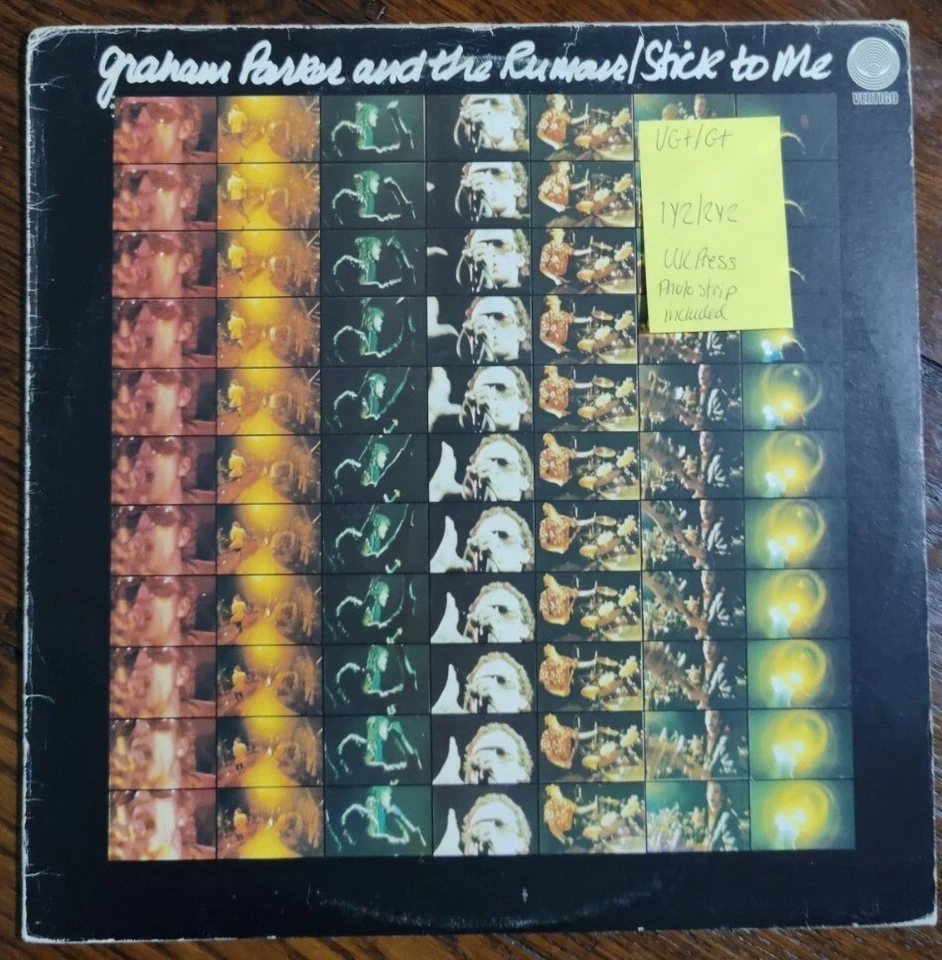 Graham Parker and the Rumour/Stick to Me
VERTIGO
VG+/G+
1Y2/2Y2
UK Press
Photo strip
included